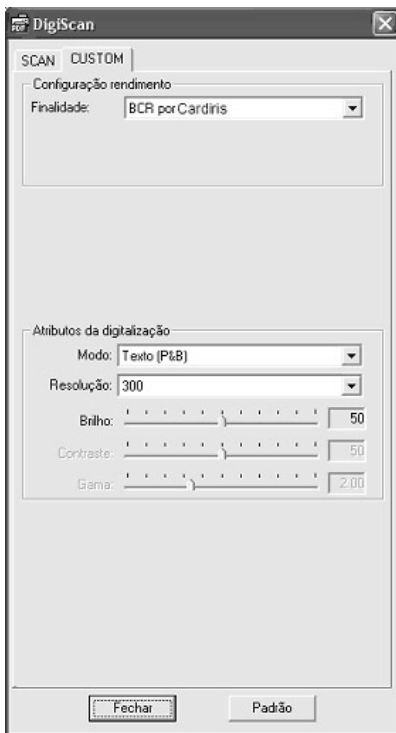 DigiScan
SCAN CUSTOM
Configuração rendimento
Finalidade: BCR por Cardiris
Atributos da digitalização
Modo: Texto (P&B)
Resolução: 300
Brilho: 50
Contraste: 50
Gama: 2.00
Fechar Padrão